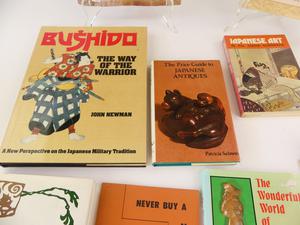 BUSHIDO
THE WAY OF THE
WARRIOR
JOHN NEWMAN
A New Perspective on the Japanese Military Tradition
The Price Guide to
JAPANESE
ANTIQUES
Patricia Salmon
JAPANESE ART
NEVER BUY A
The
Wonderful
World of